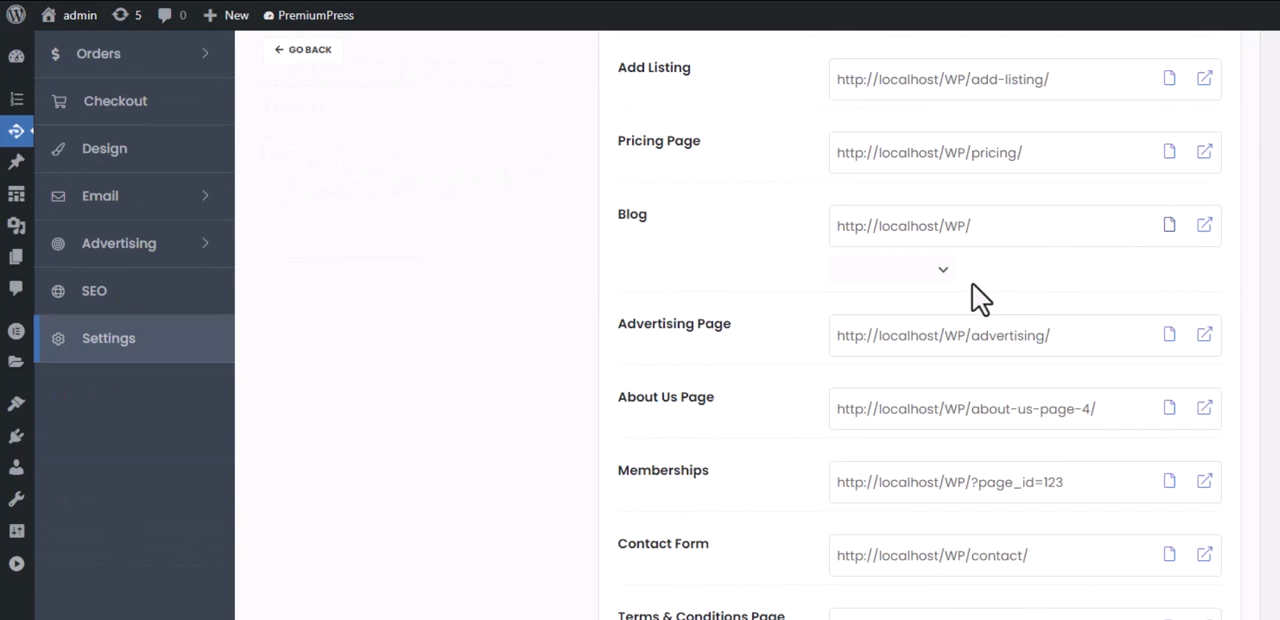 admin 5 0 New PremiumPress
Orders
Checkout
Design
Email
Advertising
SEO
Settings
GO BACK
Add Listing
http://localhost/WP/add-listing/
Pricing Page
http://localhost/WP/pricing/
Blog
http://localhost/WP/
Advertising Page
http://localhost/WP/advertising/
About Us Page
http://localhost/WP/about-us-page-4/
Memberships
http://localhost/WP/?page_id=123
Contact Form
http://localhost/WP/contact/
Terms & Conditions Page